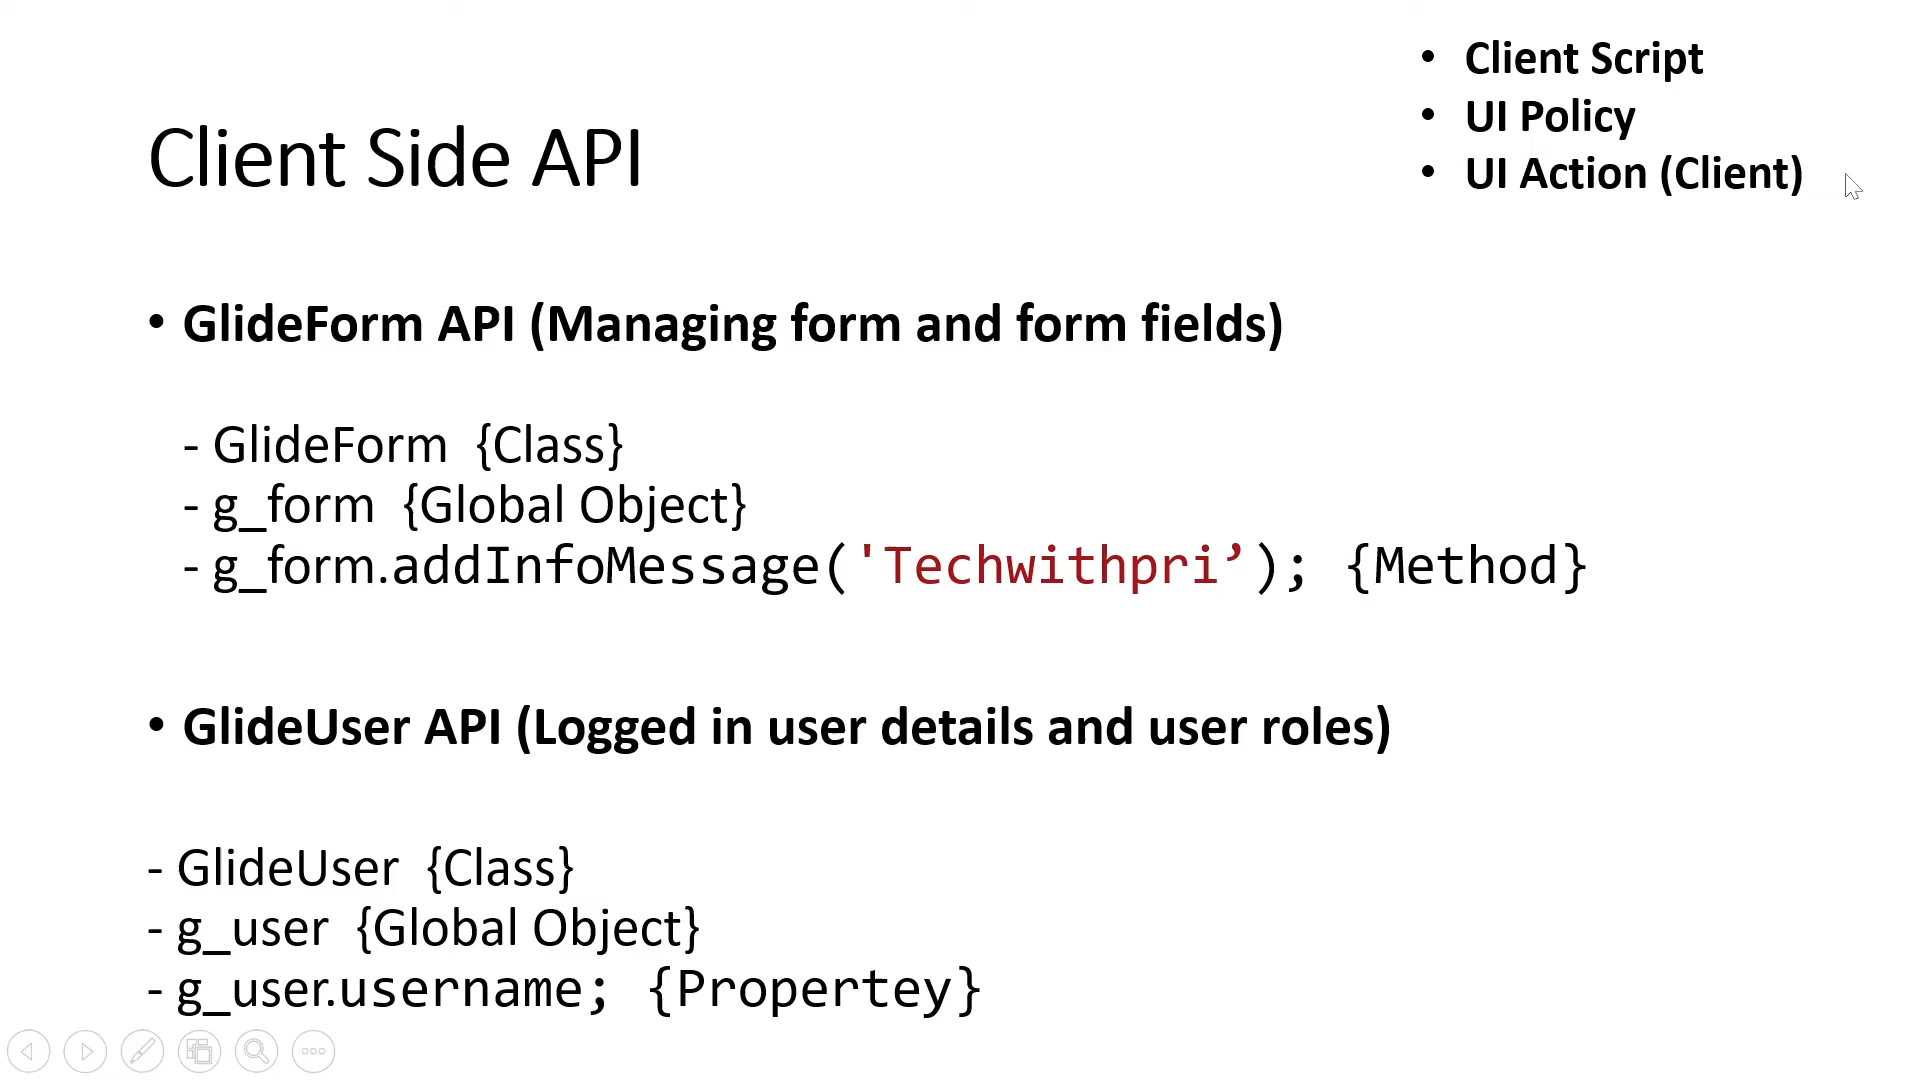 • Client Script
• UI Policy
• UI Action (Client)
Client Side API
• GlideForm API (Managing form and form fields)
- GlideForm {Class}
- g_form {Global Object}
- g_form.addInfoMessage('Techwithpri’); {Method}
• GlideUser API (Logged in user details and user roles)
- GlideUser {Class}
- g_user {Global Object}
- g_user.username; {Propertey}